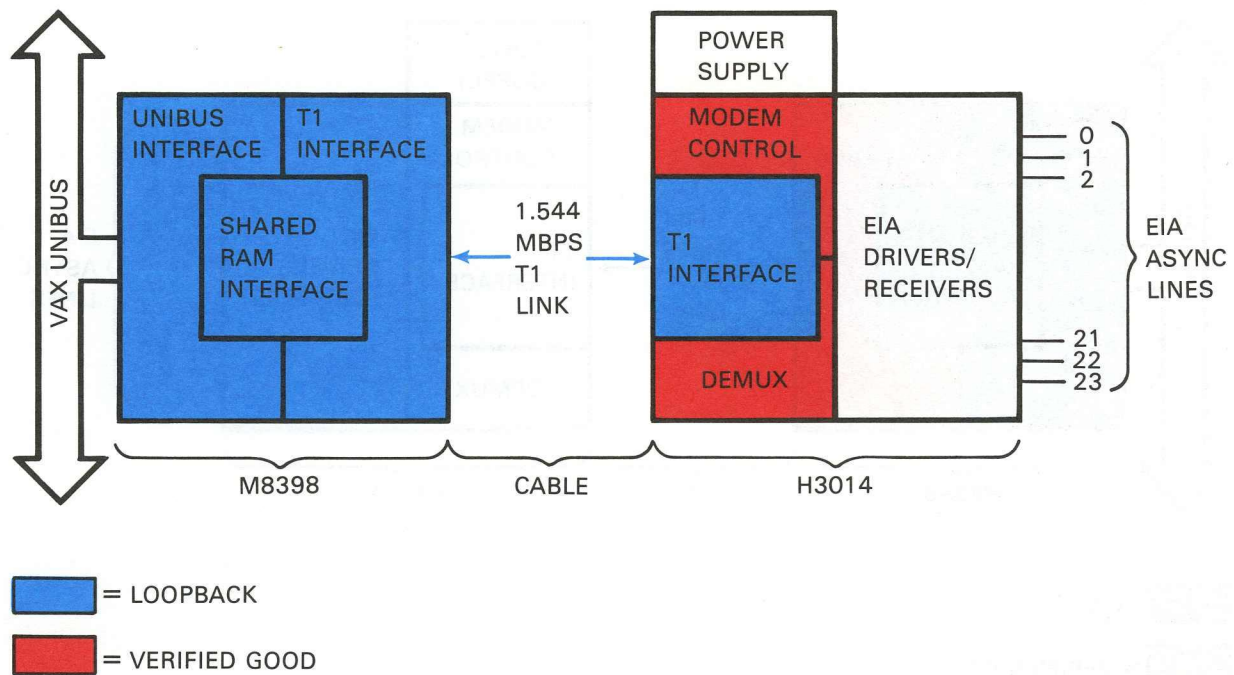 VAX UNIBUS
UNIBUS
INTERFACE
T1
INTERFACE
SHARED
RAM
INTERFACE
M8398
1.544
MBPS
T1
LINK
CABLE
POWER
SUPPLY
MODEM
CONTROL
T1
INTERFACE
DEMUX
EIA
DRIVERS/
RECEIVERS
H3014
0
1
2
21
22
23
EIA
ASYNC
LINES
= LOOPBACK
= VERIFIED GOOD